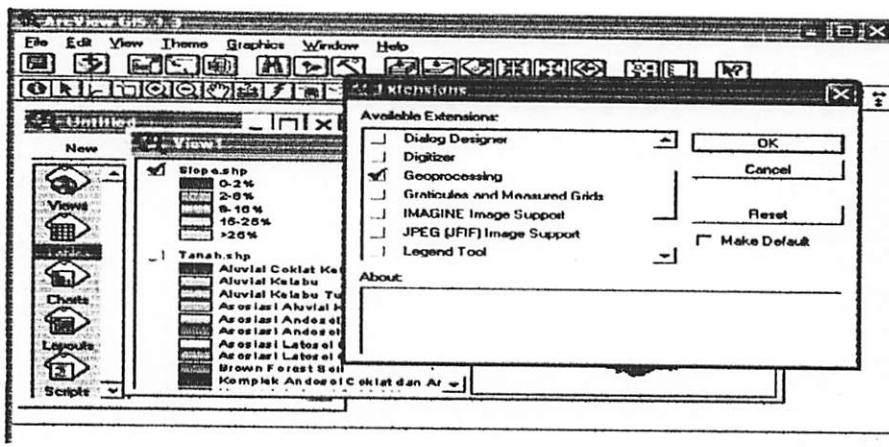 ArcView GIS 3.3
File Edit View Theme Graphics Window Help
Extensions
Available Extensions:
Dialog Designer
Digitizer
Geoprocessing
Graticules and Measured Grids
IMAGINE Image Support
JPEG (JFIF) Image Support
Legend Tool
OK
Cancel
Reset
Make Default
About:
Untitled
New
Views
Charts
Layouts
Scripts
View1
Slope.shp
0-2%
2-8%
15-25%
>25%
Tanah.shp
Aluvial Coklat
Aluvial Kelabu
Aluvial Kelabu
Asosiasi Aluvial
Asosiasi Andosol
Asosiasi Andosol
Asosiasi Latosol
Asosiasi Latosol
Brown Forest Soil
Komplek Andosol Coklat dan